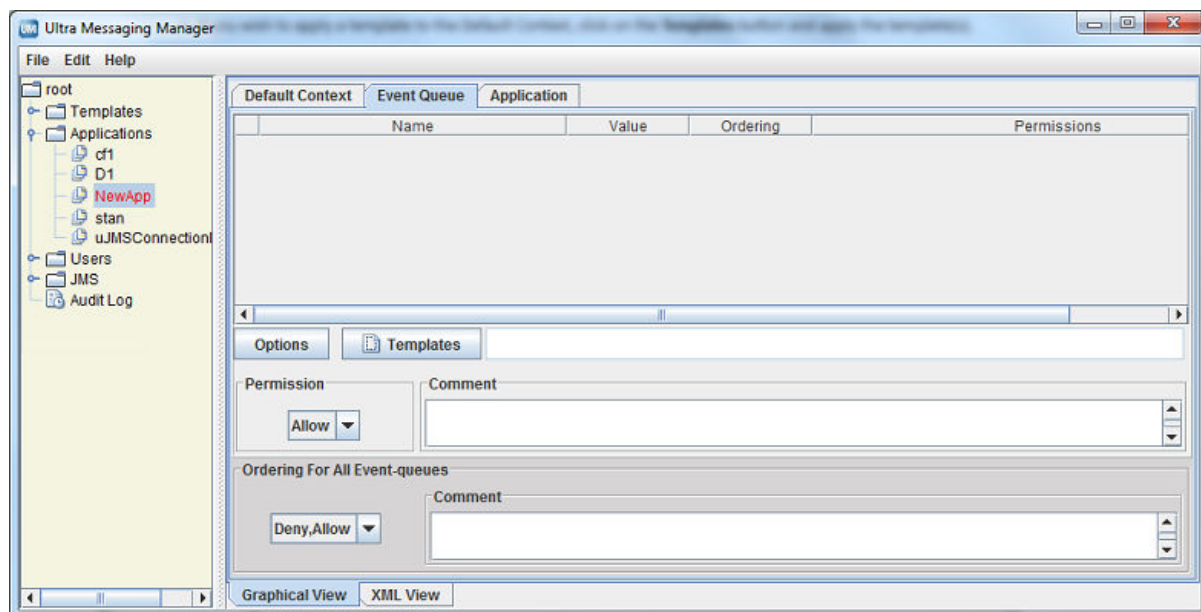 UM Ultra Messaging Manager
File Edit Help
root
Templates
Applications
cf1
D1
NewApp
stan
uJMSConnection
Users
JMS
Audit Log
Default Context Event Queue Application
Name Value Ordering Permissions
Options Templates
Permission Comment
Allow
Ordering For All Event-queues
Comment
Deny,Allow
Graphical View XML View